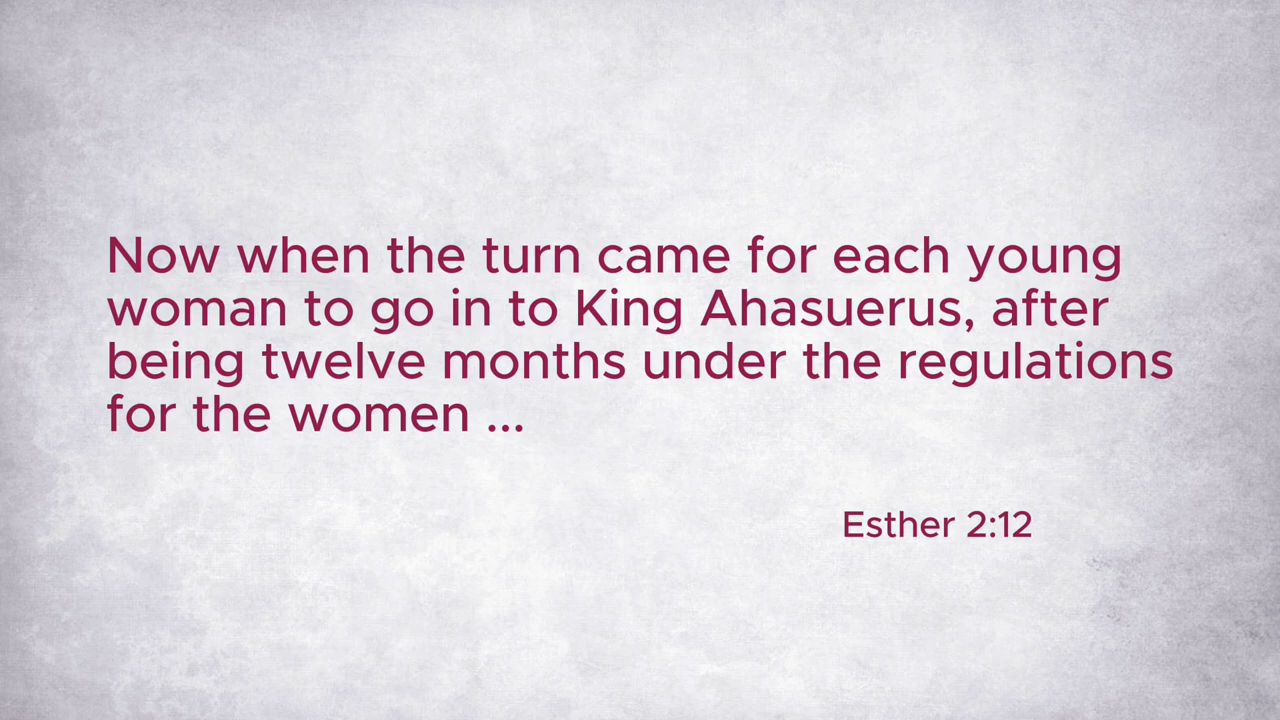 Now when the turn came for each young
woman to go in to King Ahasuerus, after
being twelve months under the regulations
for the women ...
Esther 2:12